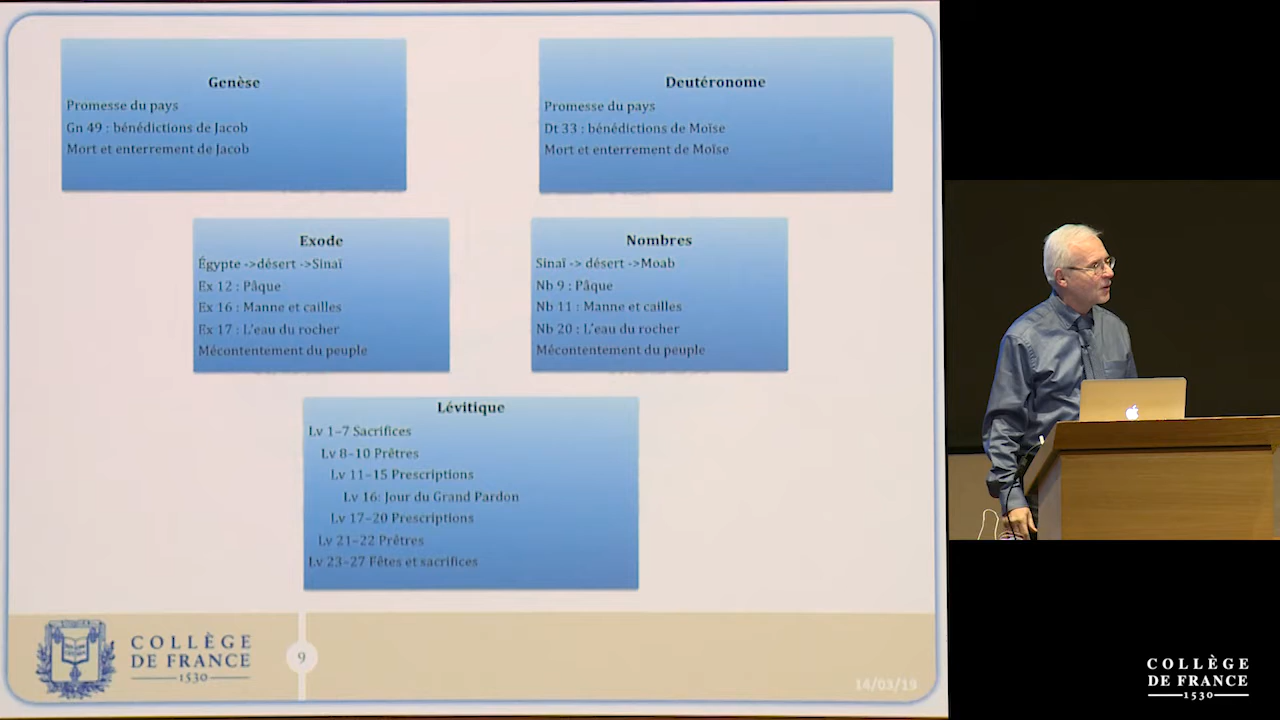 Genèse
Promesse du pays
Gn 49 : bénédictions de Jacob
Mort et enterrement de Jacob
Deutéronome
Promesse du pays
Dt 33 : bénédictions de Moïse
Mort et enterrement de Moïse
Exode
Égypte ->désert ->Sinaï
Ex 12 : Pâque
Ex 16 : Manne et cailles
Ex 17 : L'eau du rocher
Mécontentement du peuple
Nombres
Sinaï -> désert ->Moab
Nb 9 : Pâque
Nb 11 : Manne et cailles
Nb 20 : L'eau du rocher
Mécontentement du peuple
Lévitique
Lv 1–7 Sacrifices
Lv 8–10 Prêtres
Lv 11–15 Prescriptions
Lv 16: Jour du Grand Pardon
Lv 17–20 Prescriptions
Lv 21–22 Prêtres
Lv 23–27 Fêtes et sacrifices
COLLÈGE
DE FRANCE
1530
9
14/03/19
COLLÈGE
DE FRANCE
1530